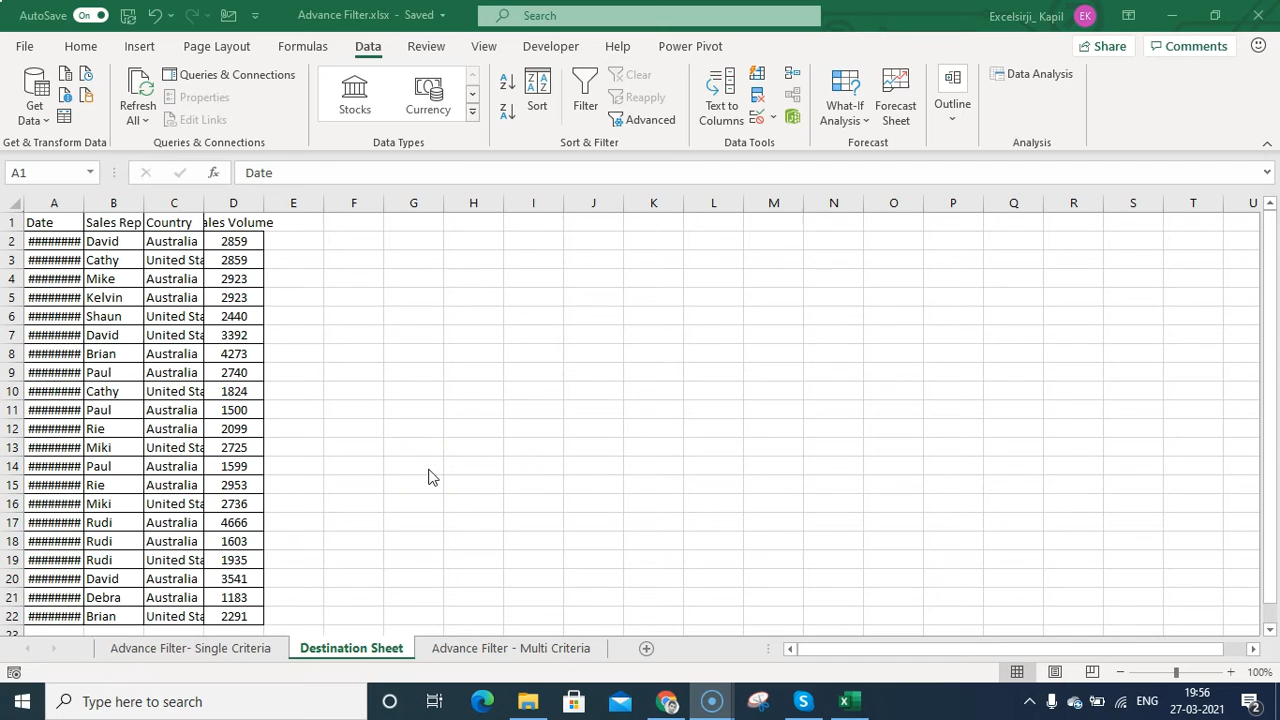 AutoSave On Advance Filter.xlsx - Saved Search Excelsirji_ Kapil EK
File Home Insert Page Layout Formulas Data Review View Developer Help Power Pivot Share Comments
Get Data Refresh All Queries & Connections Properties Edit Links Stocks Currency Sort Filter Clear Reapply Advanced Text to Columns What-If Analysis Forecast Sheet Outline Data Analysis
Get & Transform Data Queries & Connections Data Types Sort & Filter Data Tools Forecast Analysis
A1 fx Date
A B C D E F G H I J K L M N O P Q R S T U
1 Date Sales Rep Country ales Volume
2 ######## David Australia 2859
3 ######## Cathy United Sta 2859
4 ######## Mike Australia 2923
5 ######## Kelvin Australia 2923
6 ######## Shaun United Sta 2440
7 ######## David United Sta 3392
8 ######## Brian Australia 4273
9 ######## Paul Australia 2740
10 ######## Cathy United Sta 1824
11 ######## Paul Australia 1500
12 ######## Rie Australia 2099
13 ######## Miki United Sta 2725
14 ######## Paul Australia 1599
15 ######## Rie Australia 2953
16 ######## Miki United Sta 2736
17 ######## Rudi Australia 4666
18 ######## Rudi Australia 1603
19 ######## Rudi United Sta 1935
20 ######## David Australia 3541
21 ######## Debra Australia 1183
22 ######## Brian United Sta 2291
23
Advance Filter- Single Criteria Destination Sheet Advance Filter - Multi Criteria
100%
Type here to search ENG 19:56
27-03-2021 2